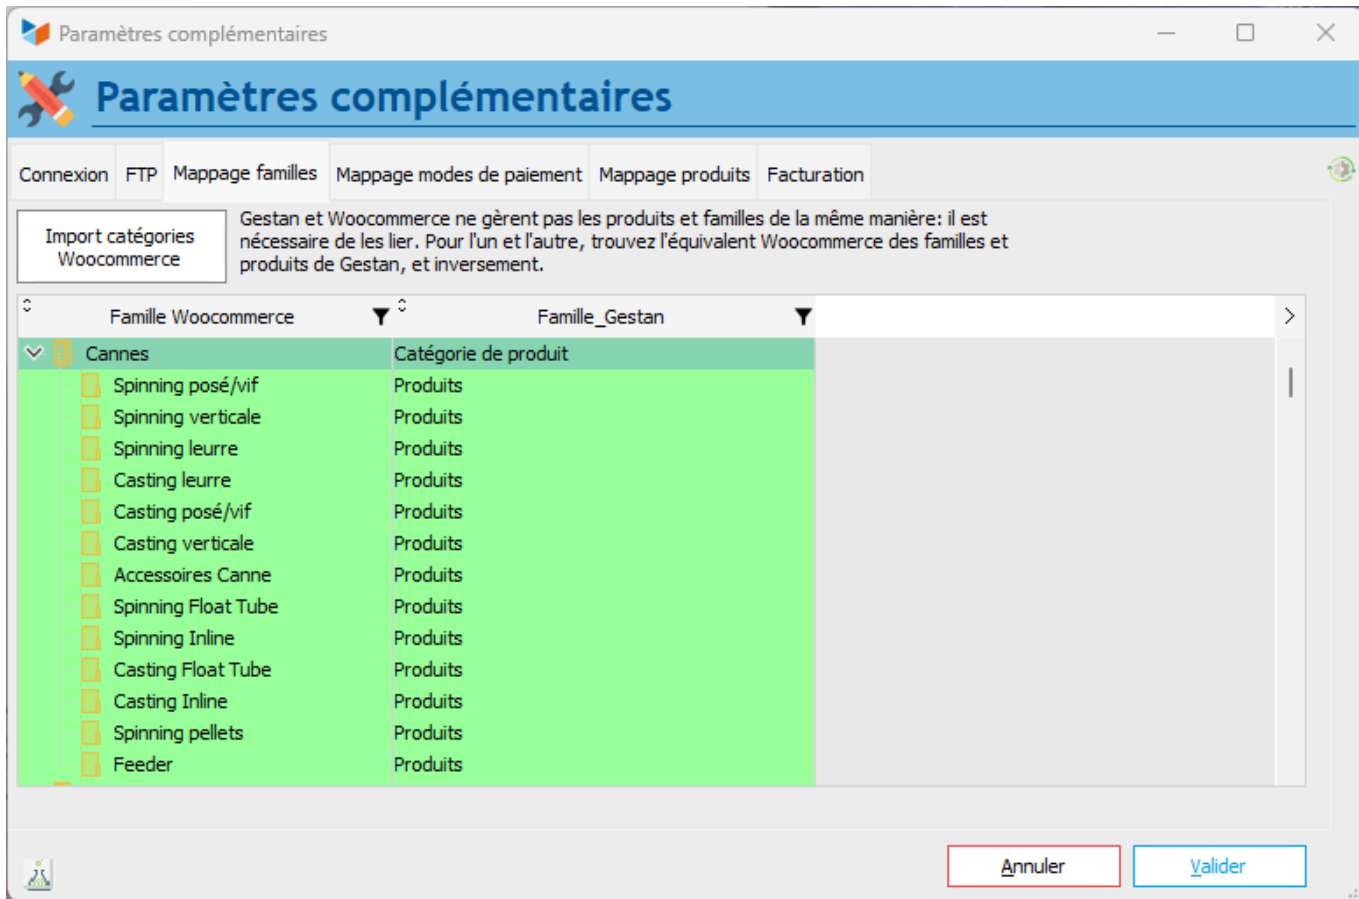 Paramètres complémentaires
Paramètres complémentaires
Connexion FTP Mappage familles Mappage modes de paiement Mappage produits Facturation
Import catégories Woocommerce
Gestan et Woocommerce ne gèrent pas les produits et familles de la même manière: il est
nécessaire de les lier. Pour l'un et l'autre, trouvez l'équivalent Woocommerce des familles et
produits de Gestan, et inversement.
Famille Woocommerce Famille_Gestan
Cannes Catégorie de produit
Spinning posé/vif Produits
Spinning verticale Produits
Spinning leurre Produits
Casting leurre Produits
Casting posé/vif Produits
Casting verticale Produits
Accessoires Canne Produits
Spinning Float Tube Produits
Spinning Inline Produits
Casting Float Tube Produits
Casting Inline Produits
Spinning pellets Produits
Feeder Produits
Annuler Valider